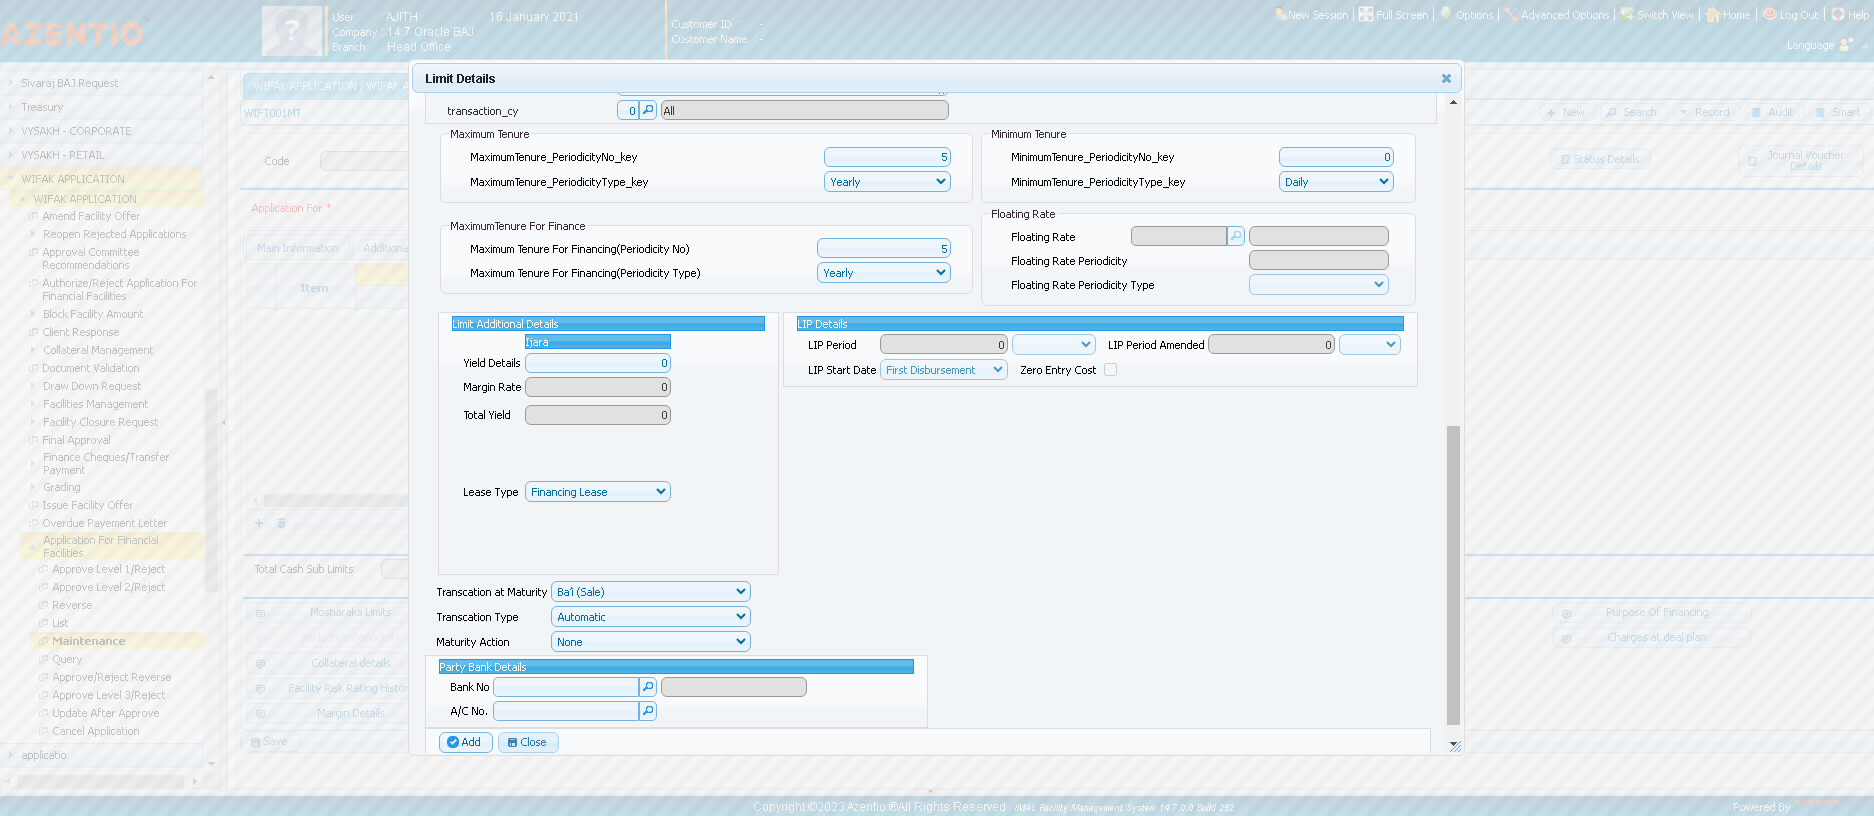 AZENTIO
User : AJITH 16 January 2021
Company : 14.7 Oracle BAJ
Branch : Head Office
Customer ID : -
Customer Name : -
New Session | Full Screen | Options | Advanced Options | Switch View | Home | Log Out | Help
Language
Limit Details
Sivaraj BAJ Request
Treasury
VYSAKH - CORPORATE
VYSAKH - RETAIL
WIFAK APPLICATION
WIFAK APPLICATION
Amend Facility Offer
Reopen Rejected Applications
Approval Committee
Recommendations
Authorize/Reject Application For
Financial Facilities
Block Facility Amount
Client Response
Collateral Management
Document Validation
Draw Down Request
Facilities Management
Facility Closure Request
Final Approval
Finance Cheques/Transfer
Payment
Grading
Issue Facility Offer
Overdue Payement Letter
Application For Financial
Facilities
Approve Level 1/Reject
Approve Level 2/Reject
Reverse
List
Maintenance
Query
Approve/Reject Reverse
Approve Level 3/Reject
Update After Approve
Cancel Application
applicatio
WIFAK APPLICATION / WIFAK A
WIFT001MT
New Search Record Audit Smart
Code
Status Details
Journal Voucher
Details
Application For *
Main Information Additiona
Item
Total Cash Sub Limits
Mosharaka Limits
Collateral details
Facility Risk Rating Histor
Margin Details
Save
Purpose Of Financing
Charges at deal plan
transaction_cy 0 All
Maximum Tenure
MaximumTenure_PeriodicityNo_key 5
MaximumTenure_PeriodicityType_key Yearly
Minimum Tenure
MinimumTenure_PeriodicityNo_key 0
MinimumTenure_PeriodicityType_key Daily
MaximumTenure For Finance
Maximum Tenure For Financing(Periodicity No) 5
Maximum Tenure For Financing(Periodicity Type) Yearly
Floating Rate
Floating Rate
Floating Rate Periodicity
Floating Rate Periodicity Type
Limit Additional Details
Ijara
Yield Details 0
Margin Rate 0
Total Yield 0
Lease Type Financing Lease
LIP Details
LIP Period 0 LIP Period Amended 0
LIP Start Date First Disbursement Zero Entry Cost
Transcation at Maturity Ba'i (Sale)
Transcation Type Automatic
Maturity Action None
Party Bank Details
Bank No
A/C No.
Add Close
Copyright ©2023 Azentio ®All Rights Reserved iMAL Facility Management System 14.7.0.0 Build 292
Powered By